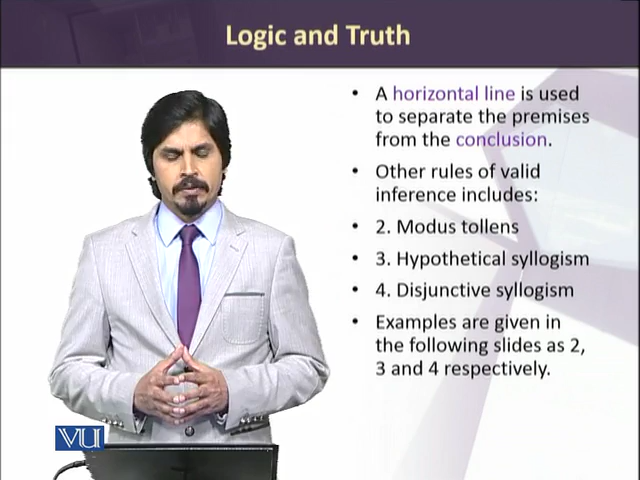 Logic and Truth
• A horizontal line is used
to separate the premises
from the conclusion.
• Other rules of valid
inference includes:
• 2. Modus tollens
• 3. Hypothetical syllogism
• 4. Disjunctive syllogism
• Examples are given in
the following slides as 2,
3 and 4 respectively.
VU